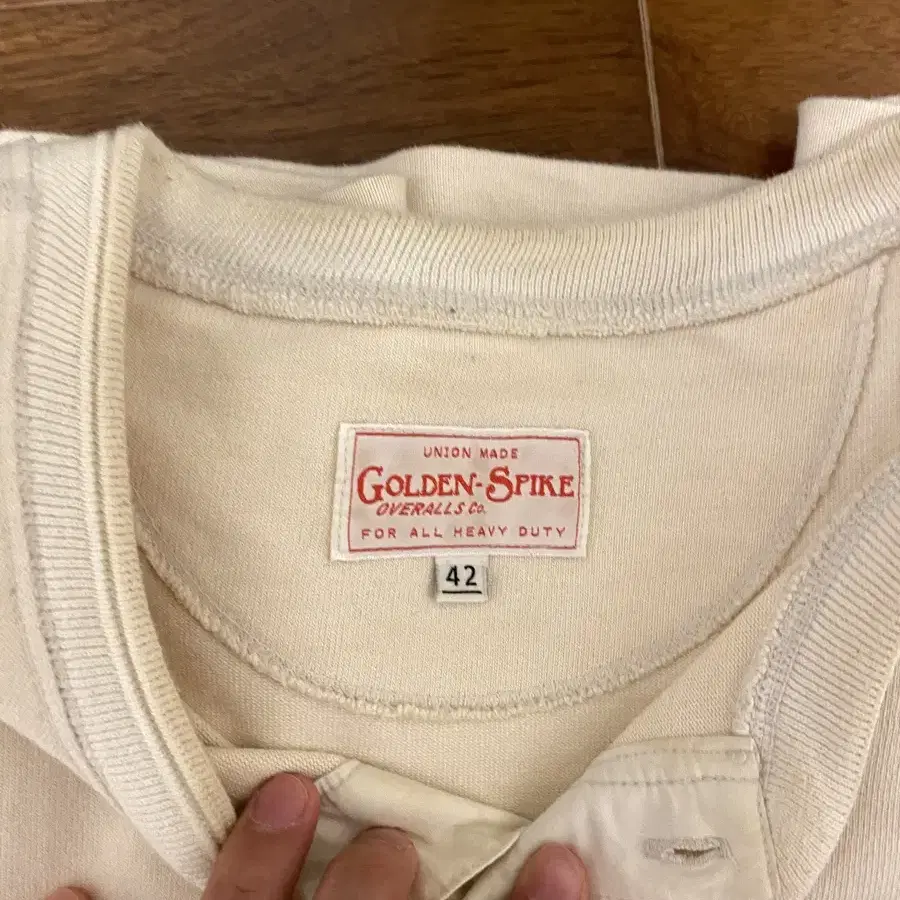 UNION MADE
GOLDEN-SPIKE
OVERALLS Co.
FOR ALL HEAVY DUTY
42